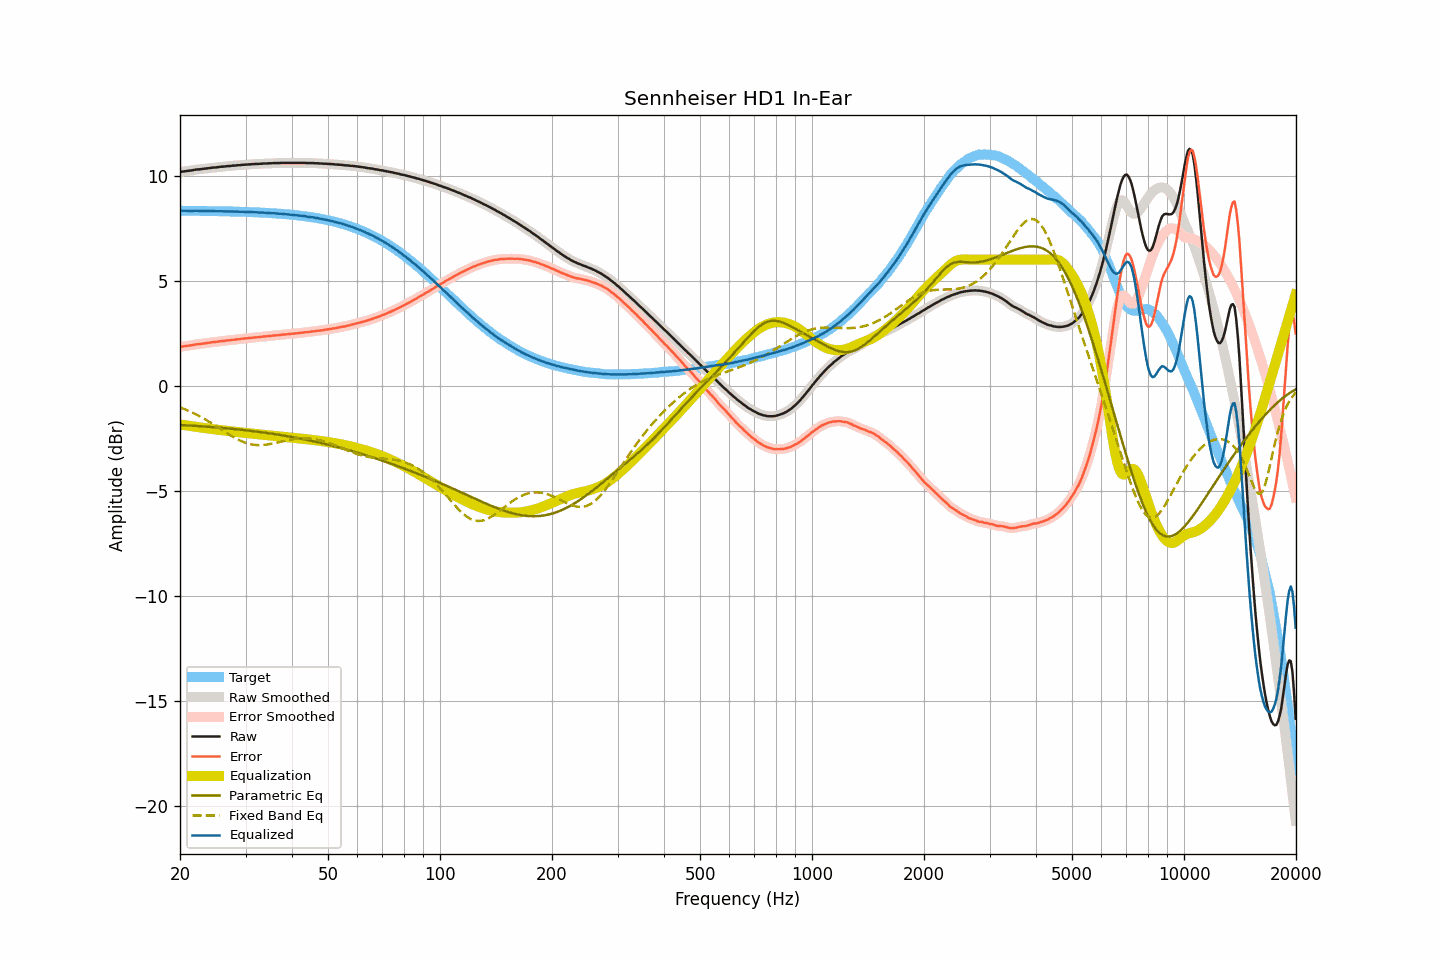 Sennheiser HD1 In-Ear
Amplitude (dBr)
10
5
0
−5
−10
−15
−20
Target
Raw Smoothed
Error Smoothed
Raw
Error
Equalization
Parametric Eq
Fixed Band Eq
Equalized
20 50 100 200 500 1000 2000 5000 10000 20000
Frequency (Hz)